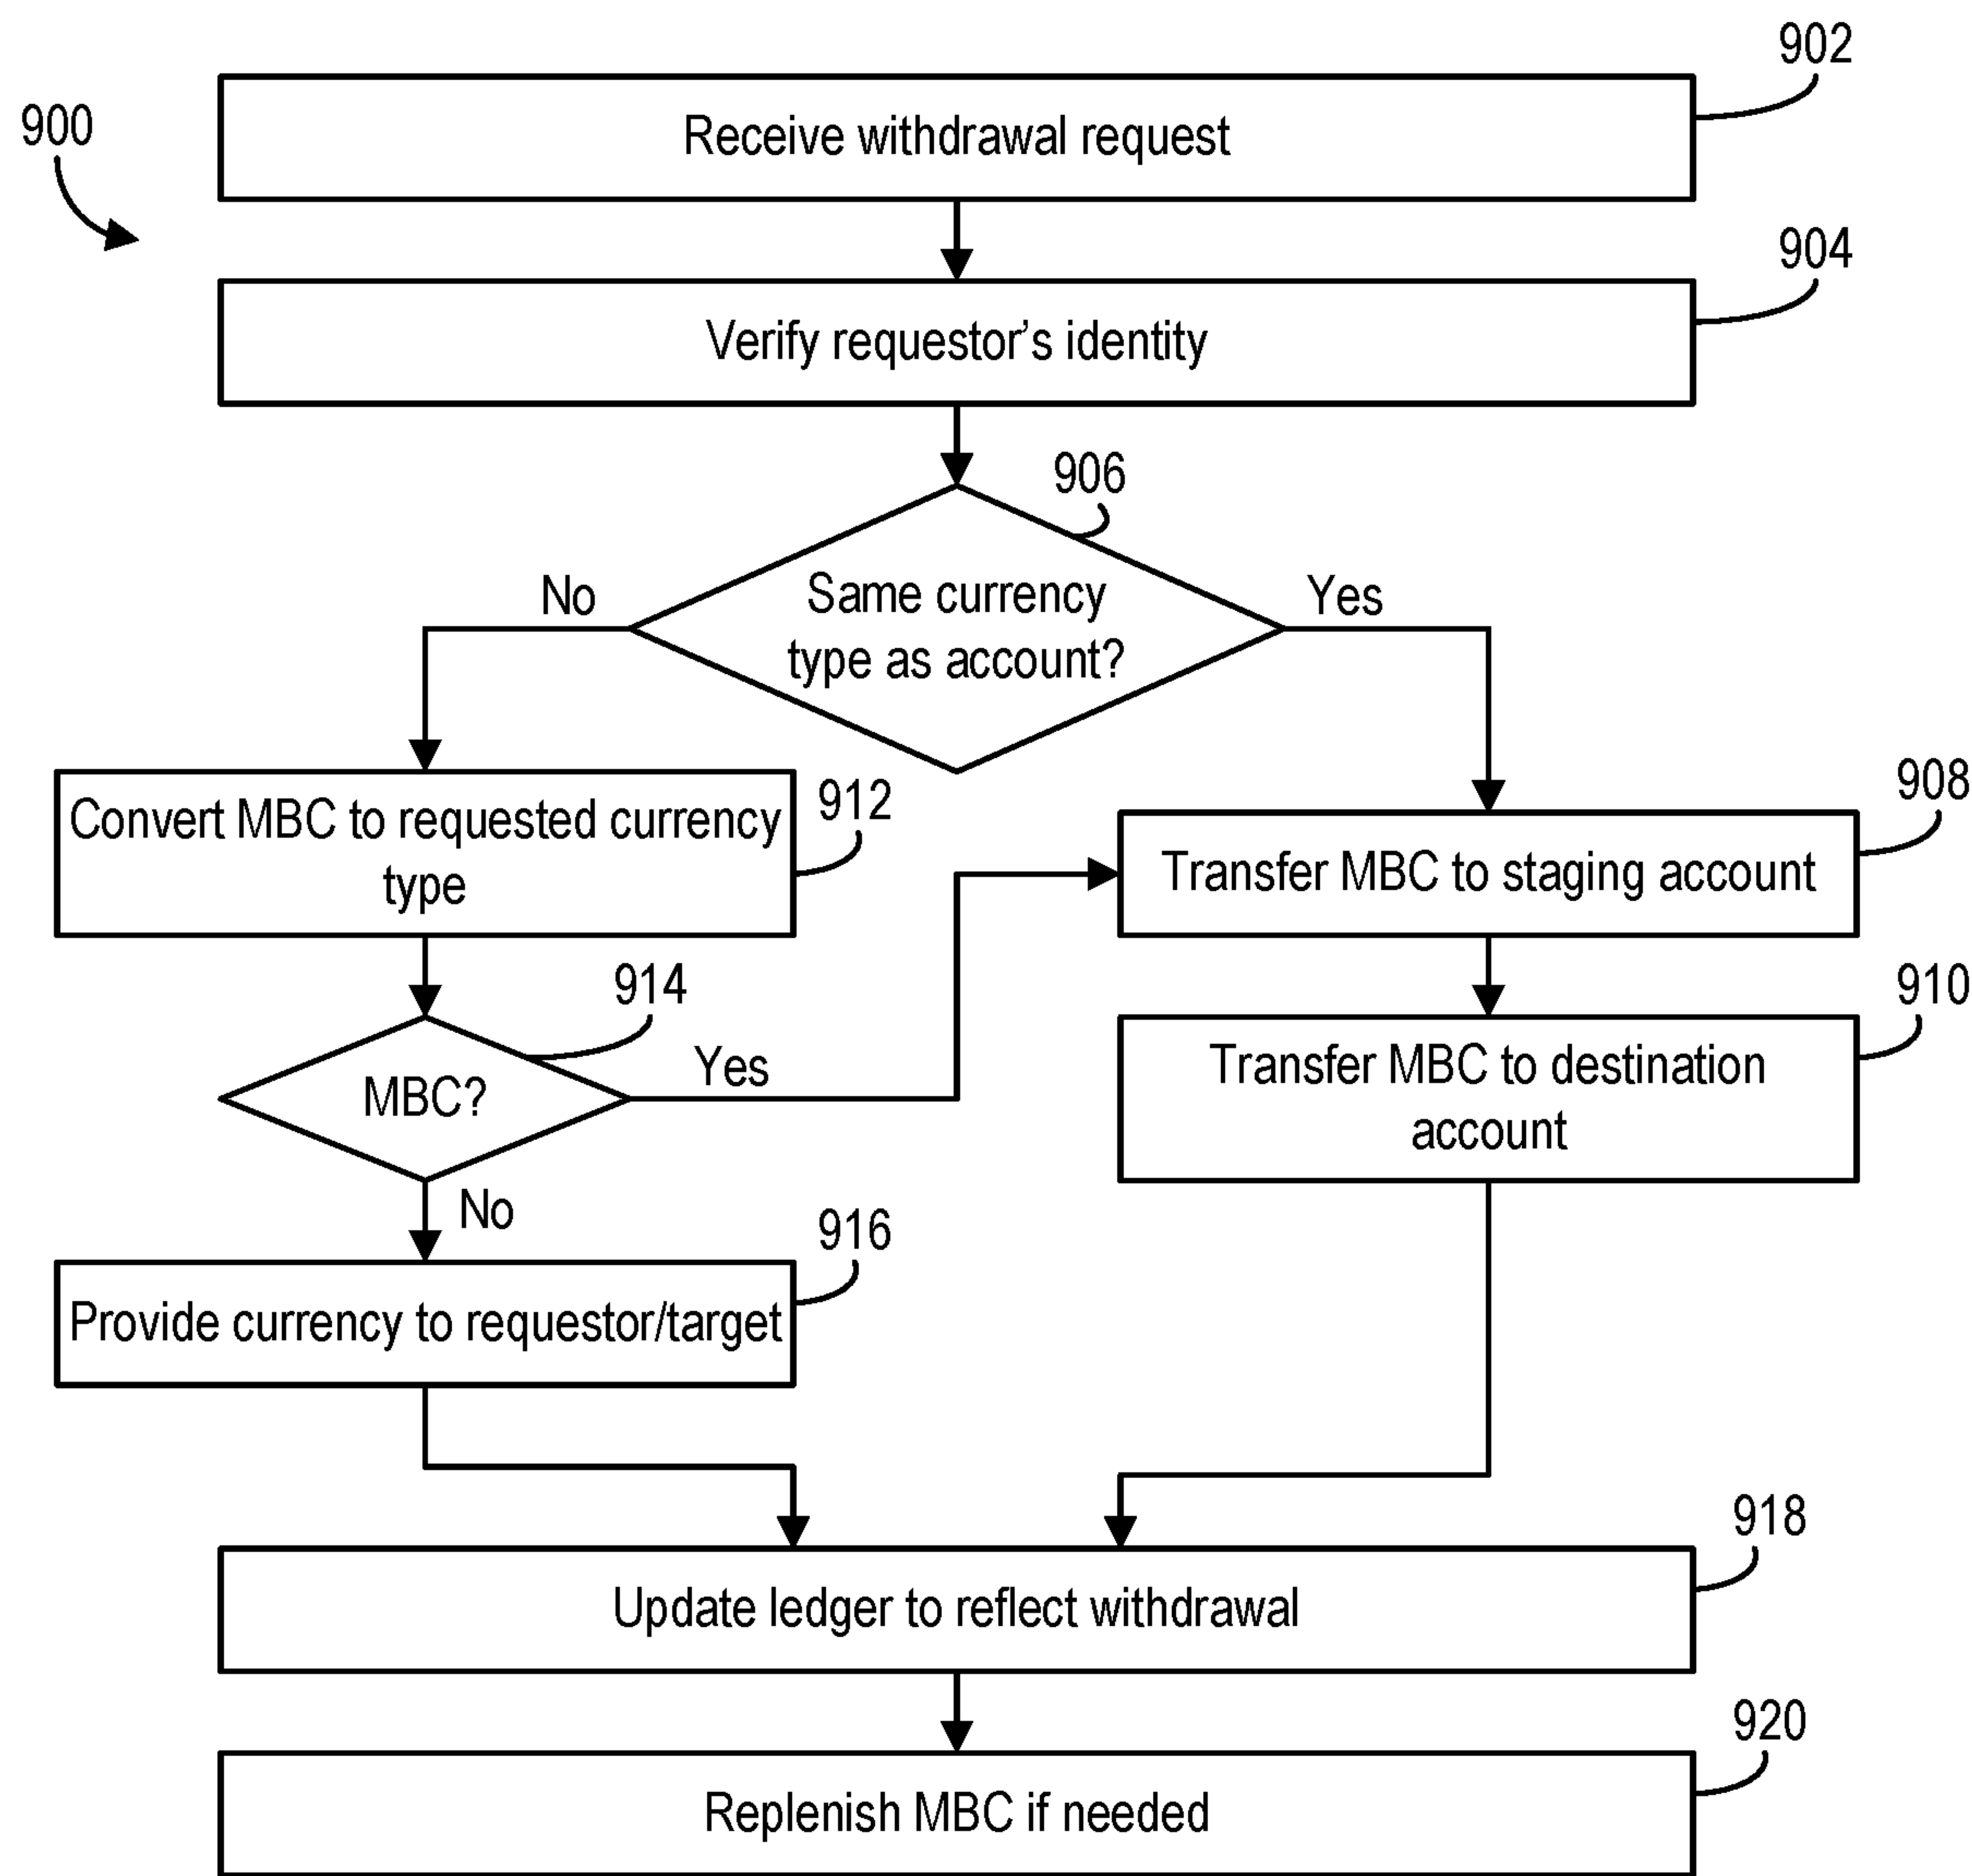 902
900
Receive withdrawal request
904
Verify requestor’s identity
906
No
Same currency
type as account?
Yes
912
Convert MBC to requested currency
type
908
Transfer MBC to staging account
914
MBC?
Yes
No
910
Transfer MBC to destination
account
916
Provide currency to requestor/target
918
Update ledger to reflect withdrawal
920
Replenish MBC if needed